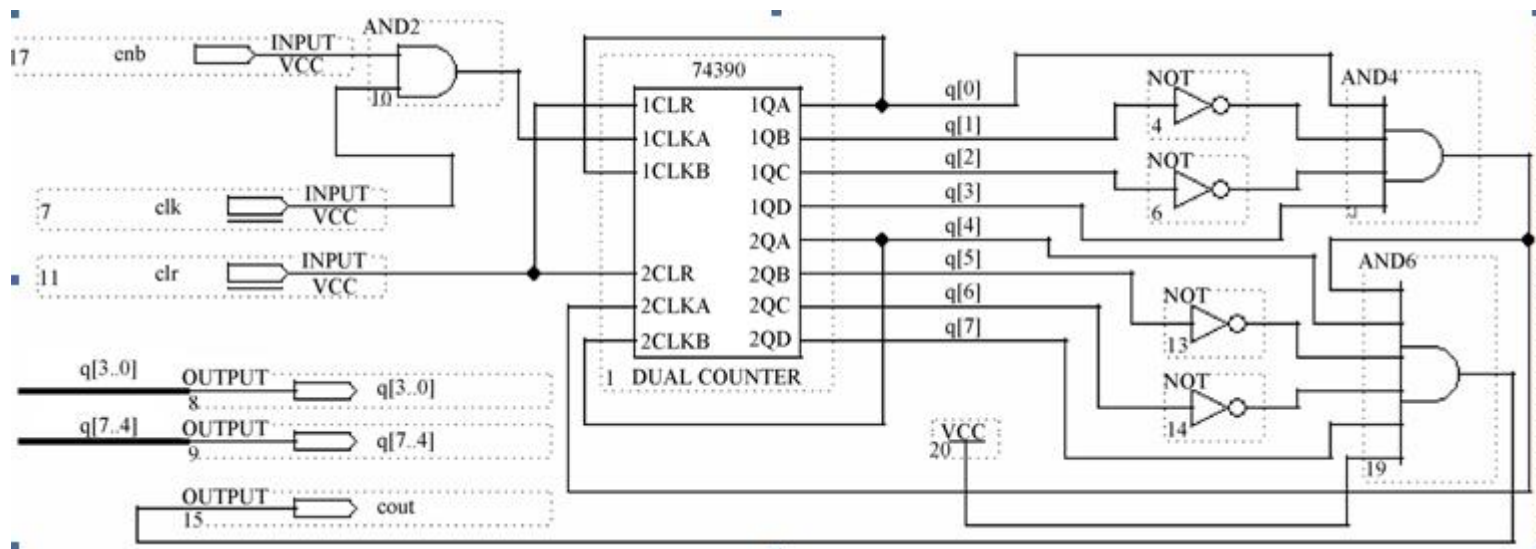 AND2
17 cnb INPUT
VCC
10
7 clk INPUT
VCC
11 clr INPUT
VCC
74390
1CLR 1QA
1CLKA 1QB
1CLKB 1QC
1QD
2QA
2CLR 2QB
2CLKA 2QC
2CLKB 2QD
1 DUAL COUNTER
q[0]
q[1]
q[2]
q[3]
q[4]
q[5]
q[6]
q[7]
NOT
4
NOT
6
AND4
NOT
13
NOT
14
AND6
19
VCC
20
q[3..0] OUTPUT q[3..0]
8
q[7..4] OUTPUT q[7..4]
9
OUTPUT cout
15